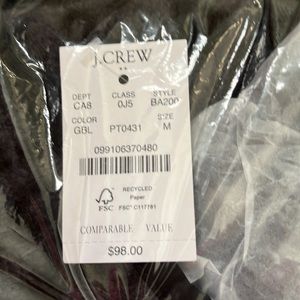 J.CREW
DEPT CLASS STYLE
CA8 0J5 BA200
COLOR SIZE
GBL PT0431 M
099106370480
RECYCLED
Paper
FSC FSC® C117781
COMPARABLE VALUE
$98.00